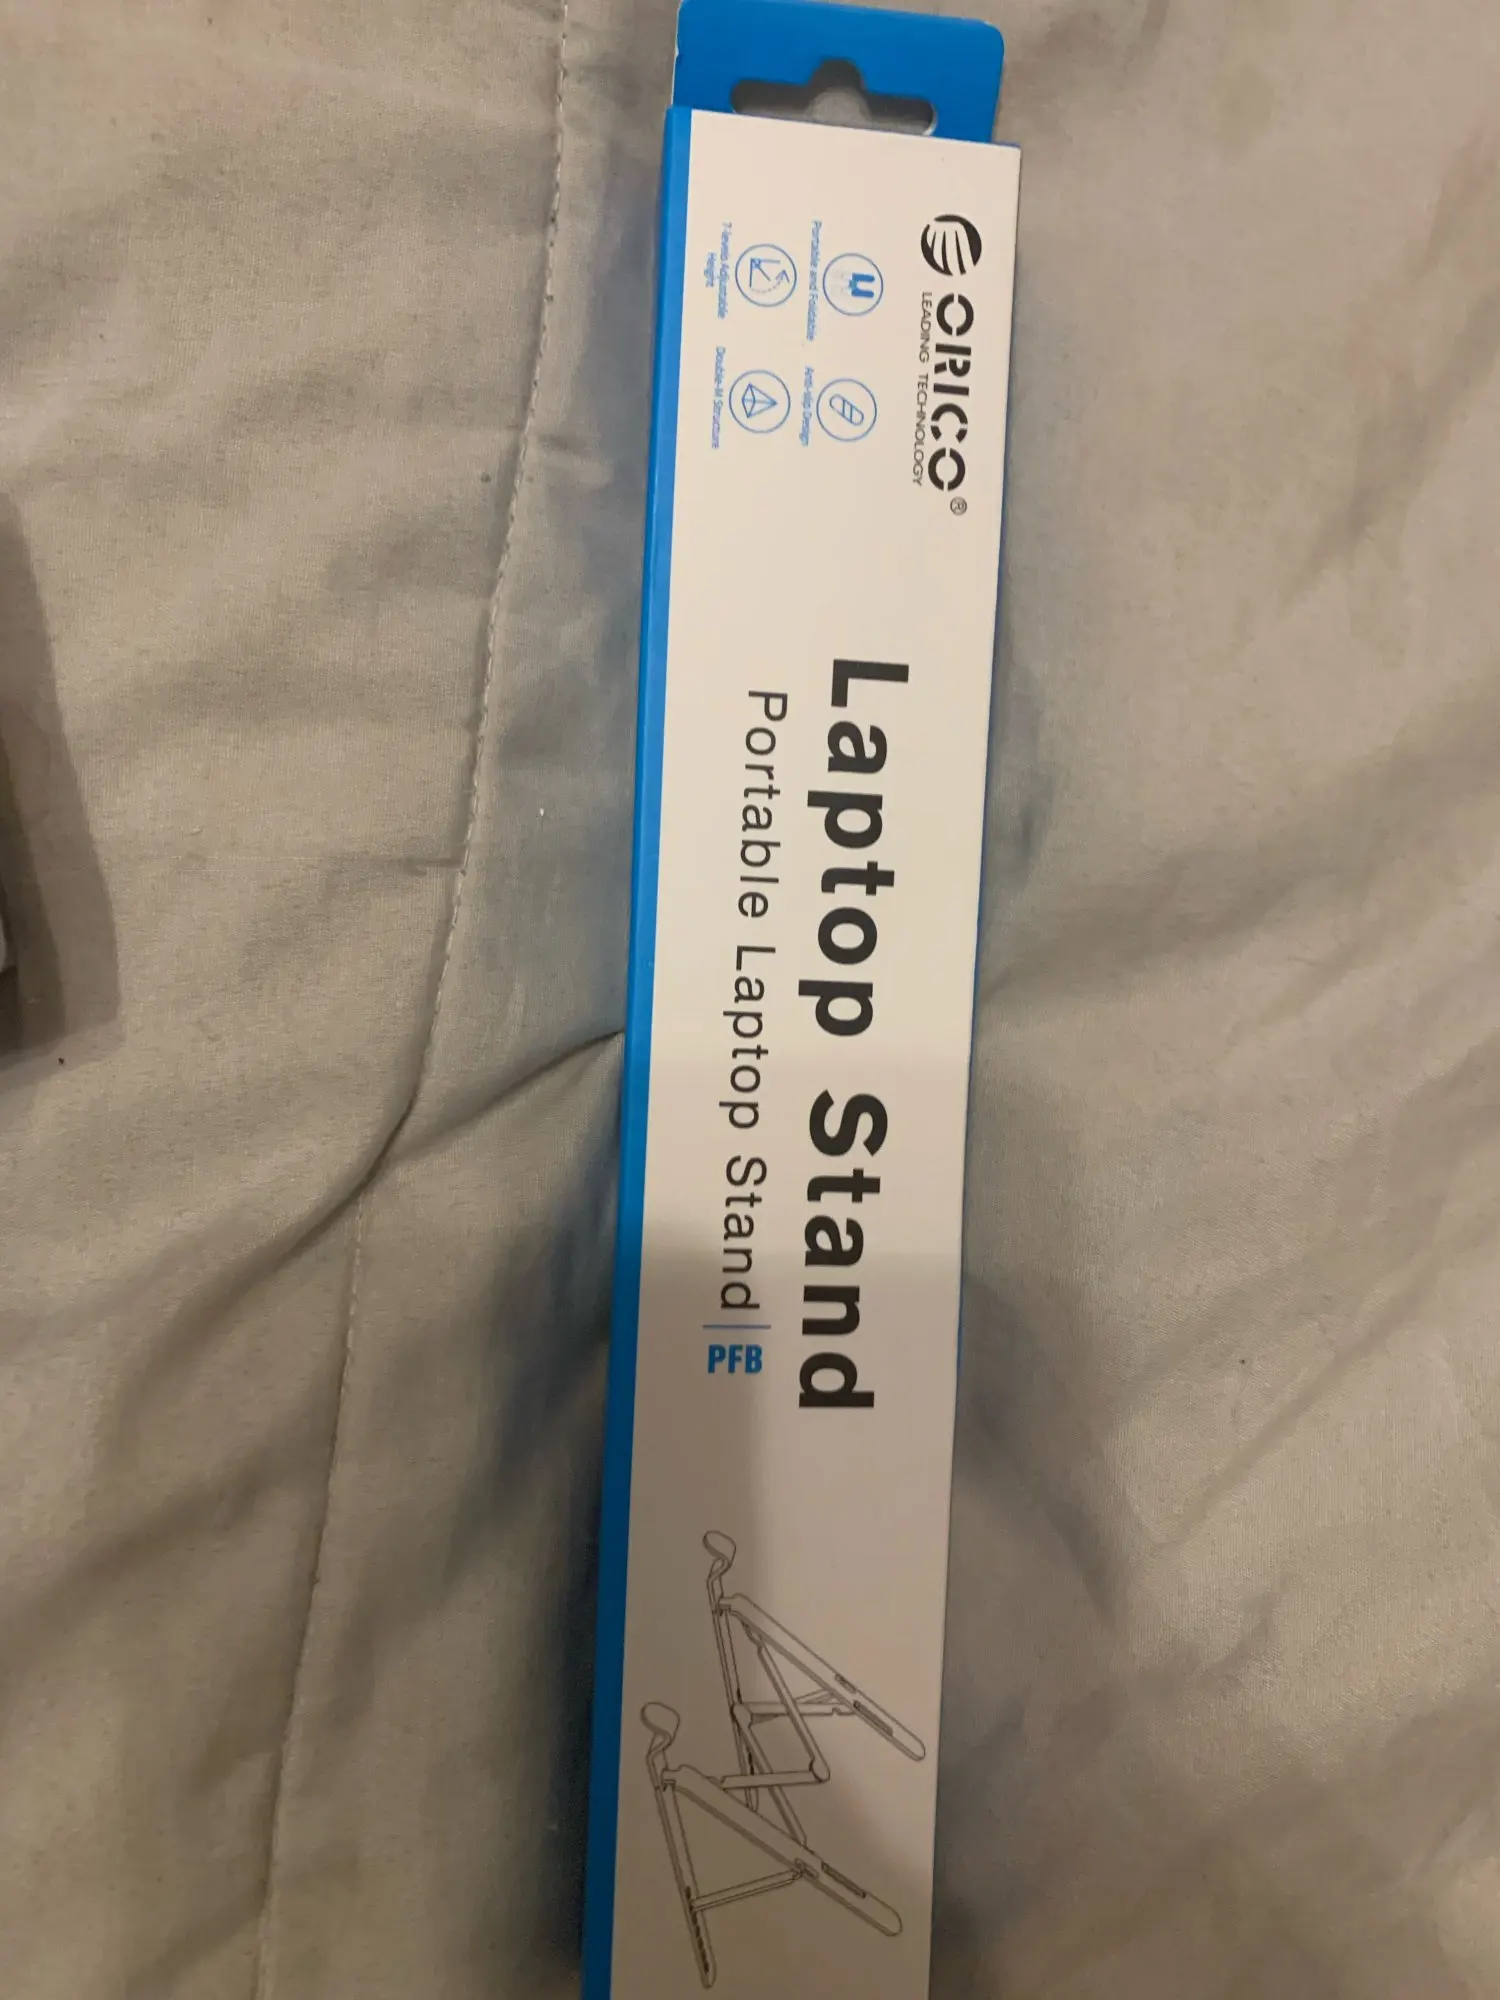 ORICO®
LEADING TECHNOLOGY
Portable and Foldable
Anti-slip Design
7-levels Adjustable
Height
Double-M Structure
Laptop Stand
Portable Laptop Stand | PFB